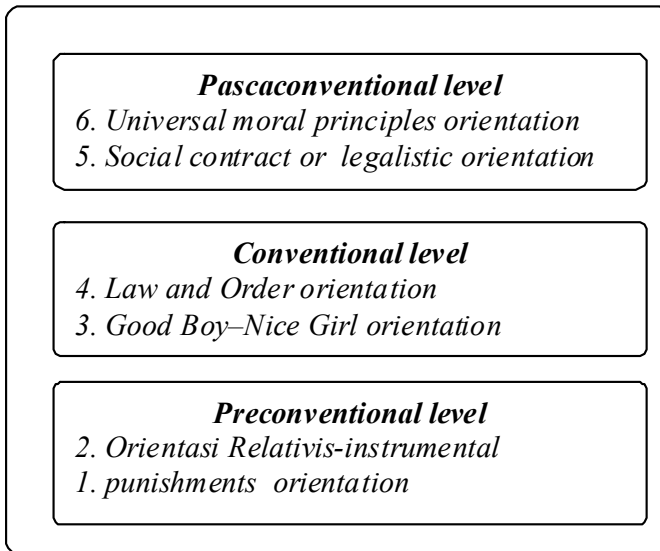 Pascaconventional level
6. Universal moral principles orientation
5. Social contract or legalistic orientation
Conventional level
4. Law and Order orientation
3. Good Boy–Nice Girl orientation
Preconventional level
2. Orientasi Relativis-instrumental
1. punishments orientation